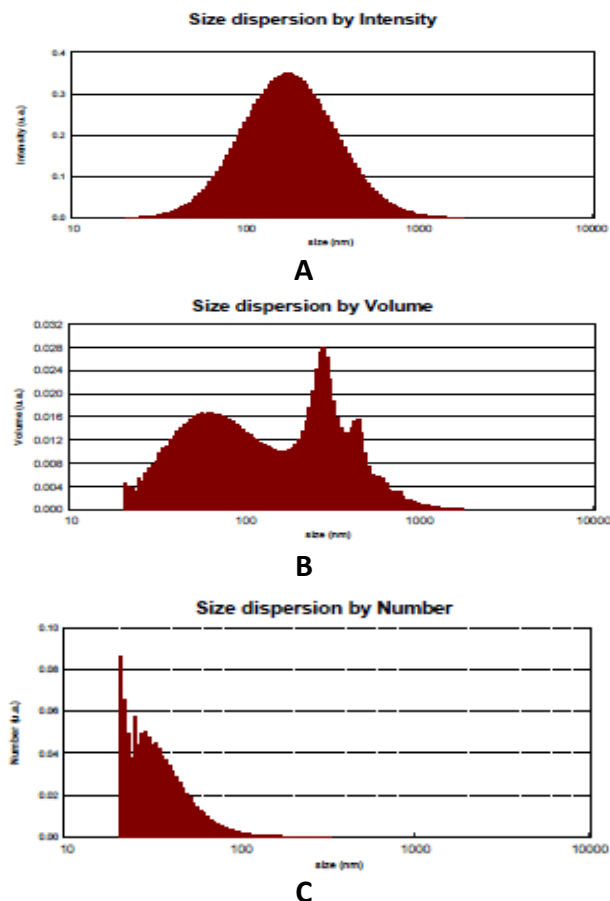 Size dispersion by Intensity
0.4
0.3
0.2
0.1
0.0
Intensity (u.a.)
10 100 1000 10000
size (nm)
A
Size dispersion by Volume
0.032
0.028
0.024
0.020
0.016
0.012
0.008
0.004
0.000
Volume (u.a.)
10 100 1000 10000
size (nm)
B
Size dispersion by Number
0.10
0.08
0.06
0.04
0.02
0.00
Number (u.a.)
10 100 1000 10000
size (nm)
C